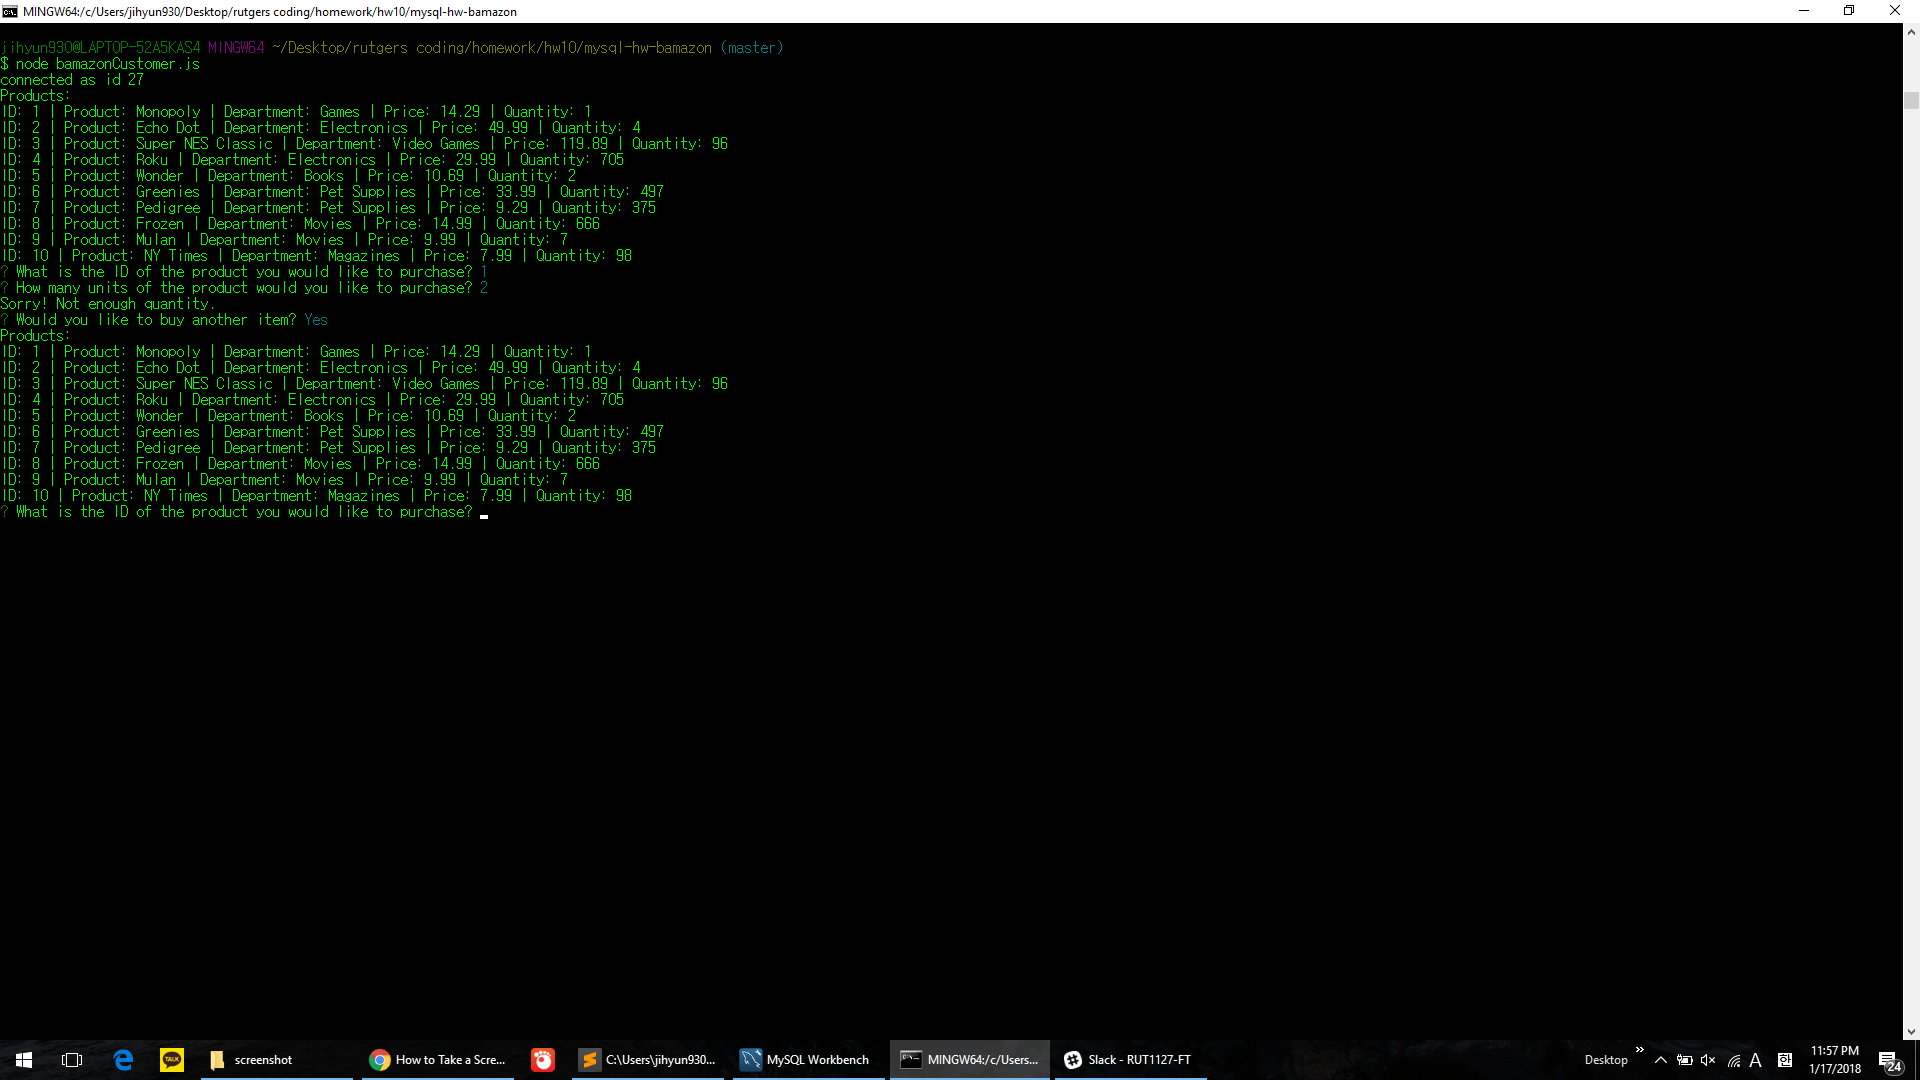 MINGW64:/c/Users/jihyun930/Desktop/rutgers coding/homework/hw10/mysql-hw-bamazon
jihyun930@LAPTOP-52A5KAS4 MINGW64 ~/Desktop/rutgers coding/homework/hw10/mysql-hw-bamazon (master)
$ node bamazonCustomer.js
connected as id 27
Products:
ID: 1 | Product: Monopoly | Department: Games | Price: 14.29 | Quantity: 1
ID: 2 | Product: Echo Dot | Department: Electronics | Price: 49.99 | Quantity: 4
ID: 3 | Product: Super NES Classic | Department: Video Games | Price: 119.89 | Quantity: 96
ID: 4 | Product: Roku | Department: Electronics | Price: 29.99 | Quantity: 705
ID: 5 | Product: Wonder | Department: Books | Price: 10.69 | Quantity: 2
ID: 6 | Product: Greenies | Department: Pet Supplies | Price: 33.99 | Quantity: 497
ID: 7 | Product: Pedigree | Department: Pet Supplies | Price: 9.29 | Quantity: 375
ID: 8 | Product: Frozen | Department: Movies | Price: 14.99 | Quantity: 666
ID: 9 | Product: Mulan | Department: Movies | Price: 9.99 | Quantity: 7
ID: 10 | Product: NY Times | Department: Magazines | Price: 7.99 | Quantity: 98
? What is the ID of the product you would like to purchase? 1
? How many units of the product would you like to purchase? 2
Sorry! Not enough quantity.
? Would you like to buy another item? Yes
Products:
ID: 1 | Product: Monopoly | Department: Games | Price: 14.29 | Quantity: 1
ID: 2 | Product: Echo Dot | Department: Electronics | Price: 49.99 | Quantity: 4
ID: 3 | Product: Super NES Classic | Department: Video Games | Price: 119.89 | Quantity: 96
ID: 4 | Product: Roku | Department: Electronics | Price: 29.99 | Quantity: 705
ID: 5 | Product: Wonder | Department: Books | Price: 10.69 | Quantity: 2
ID: 6 | Product: Greenies | Department: Pet Supplies | Price: 33.99 | Quantity: 497
ID: 7 | Product: Pedigree | Department: Pet Supplies | Price: 9.29 | Quantity: 375
ID: 8 | Product: Frozen | Department: Movies | Price: 14.99 | Quantity: 666
ID: 9 | Product: Mulan | Department: Movies | Price: 9.99 | Quantity: 7
ID: 10 | Product: NY Times | Department: Magazines | Price: 7.99 | Quantity: 98
? What is the ID of the product you would like to purchase?
TALK
screenshot
How to Take a Scre...
C:\Users\jihyun930...
MySQL Workbench
MINGW64:/c/Users...
Slack - RUT1127-FT
Desktop
A
한
11:57 PM
1/17/2018
24